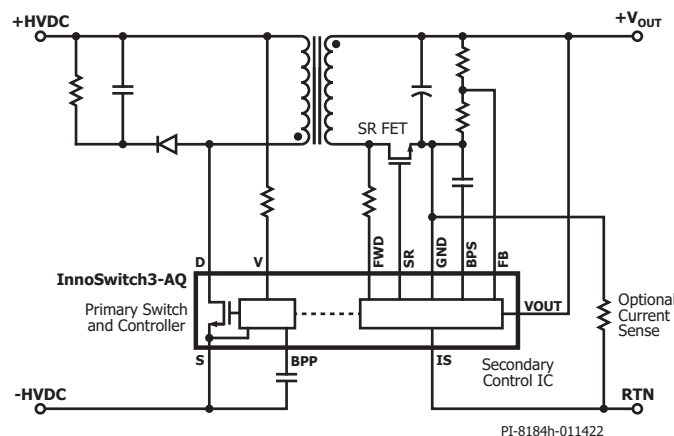 +HVDC
+VOUT
SR FET
D
V
FWD
SR
GND
BPS
FB
InnoSwitch3-AQ
Primary Switch
and Controller
VOUT
Optional
Current
Sense
S
BPP
IS
Secondary
Control IC
-HVDC
RTN
PI-8184h-011422